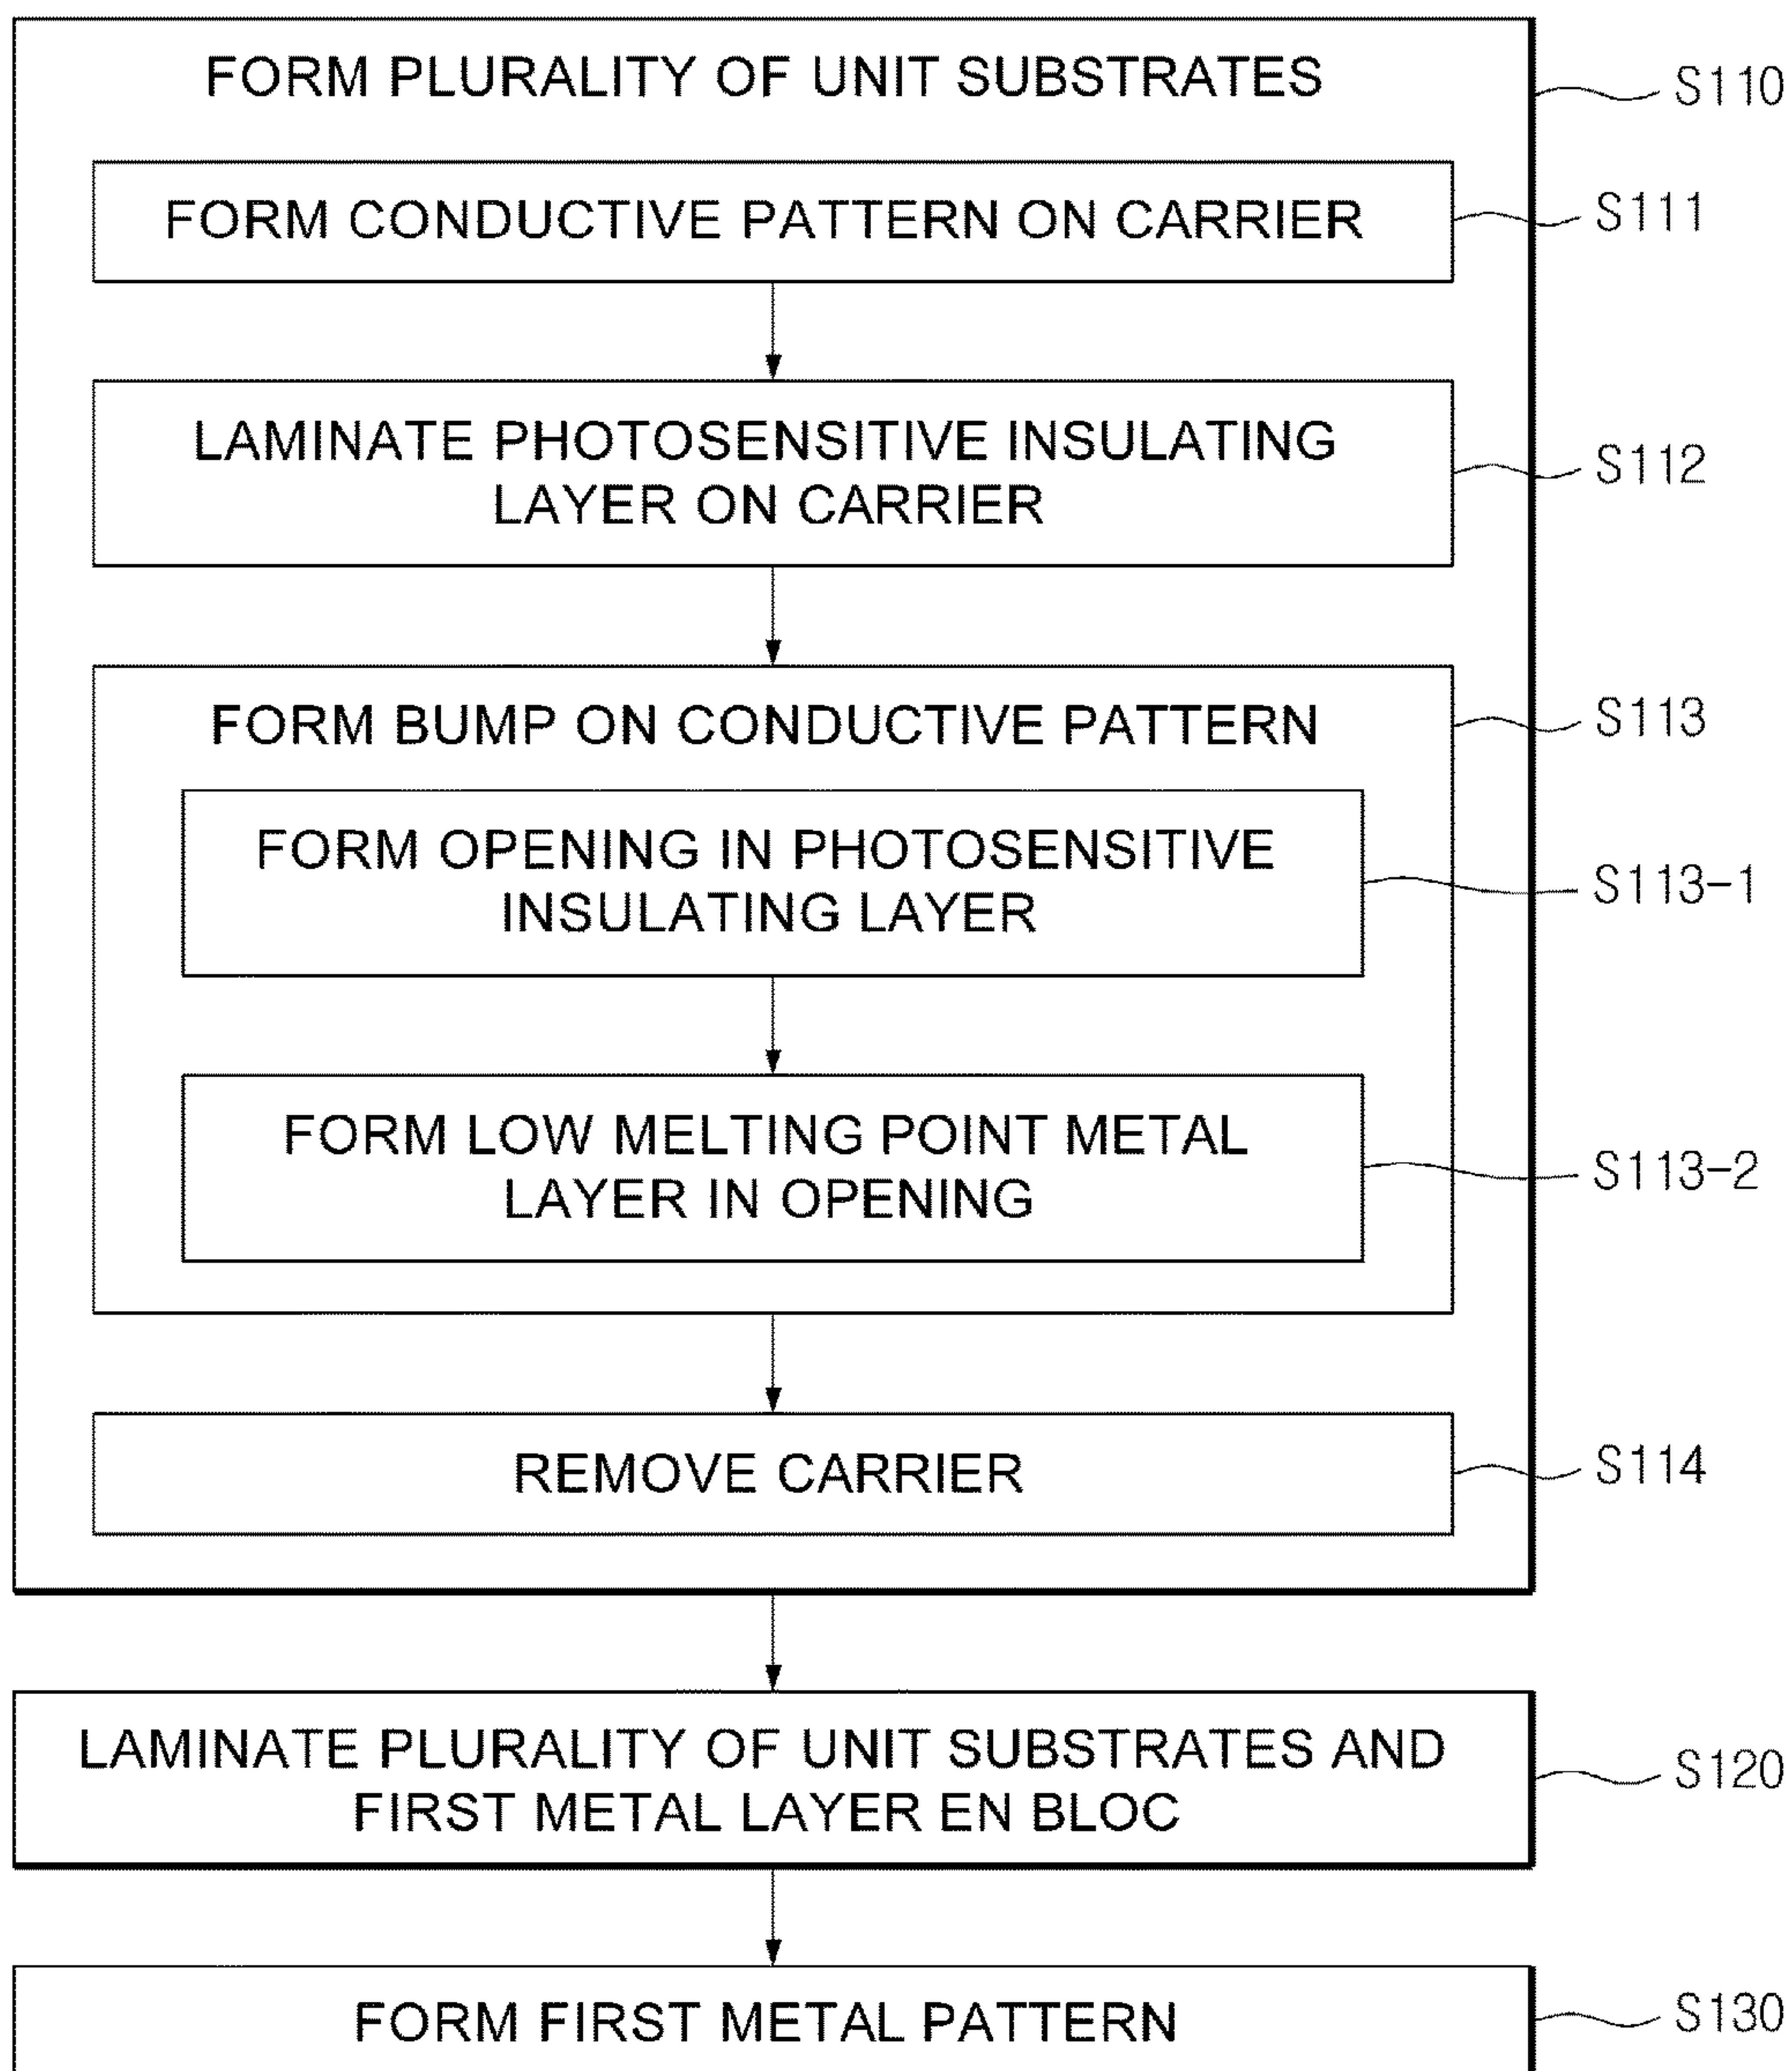 FORM PLURALITY OF UNIT SUBSTRATES
S110
FORM CONDUCTIVE PATTERN ON CARRIER
S111
LAMINATE PHOTOSENSITIVE INSULATING
LAYER ON CARRIER
S112
FORM BUMP ON CONDUCTIVE PATTERN
S113
FORM OPENING IN PHOTOSENSITIVE
INSULATING LAYER
S113-1
FORM LOW MELTING POINT METAL
LAYER IN OPENING
S113-2
REMOVE CARRIER
S114
LAMINATE PLURALITY OF UNIT SUBSTRATES AND
FIRST METAL LAYER EN BLOC
S120
FORM FIRST METAL PATTERN
S130